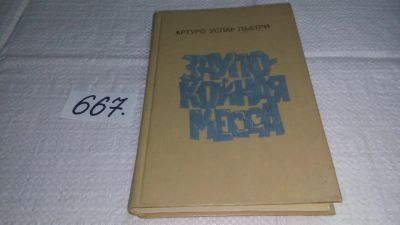 667.
АРТУРО УСЛАР ПЬЕТРИ
ЗАУПО-
КОЙНАЯ
МЕССА